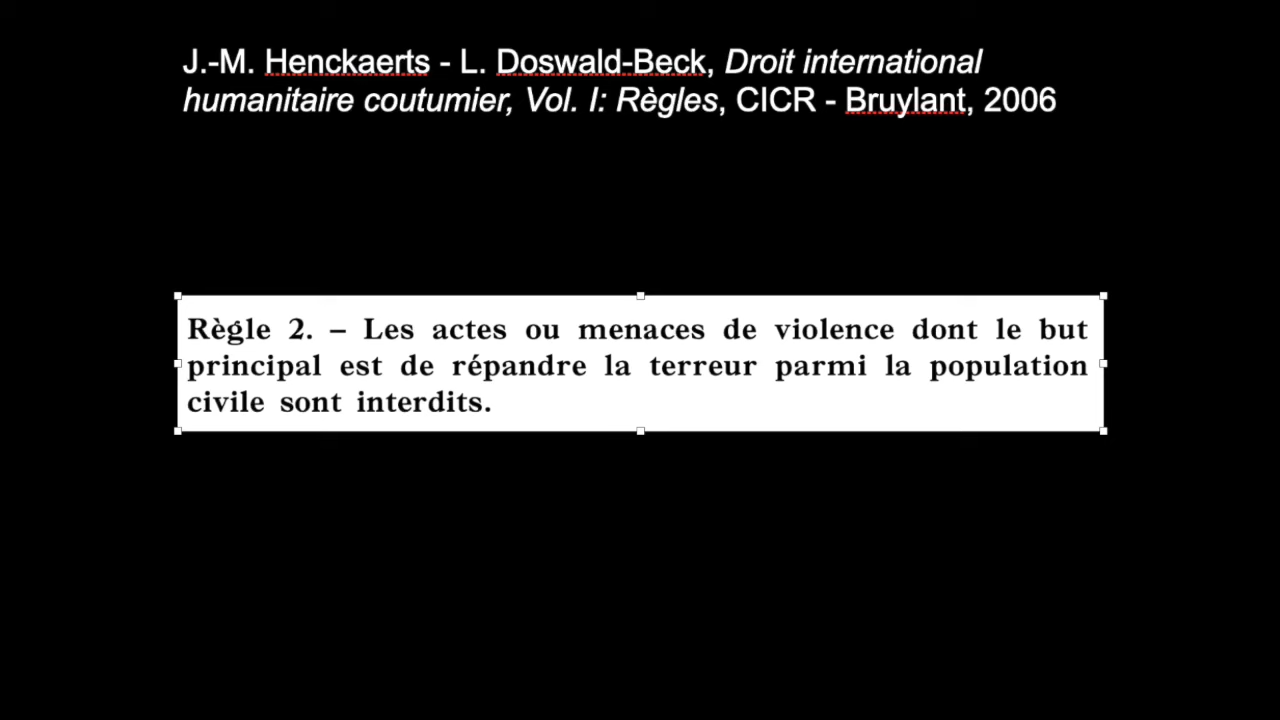 J.-M. Henckaerts - L. Doswald-Beck, Droit international
humanitaire coutumier, Vol. I: Règles, CICR - Bruylant, 2006
Règle 2. – Les actes ou menaces de violence dont le but
principal est de répandre la terreur parmi la population
civile sont interdits.